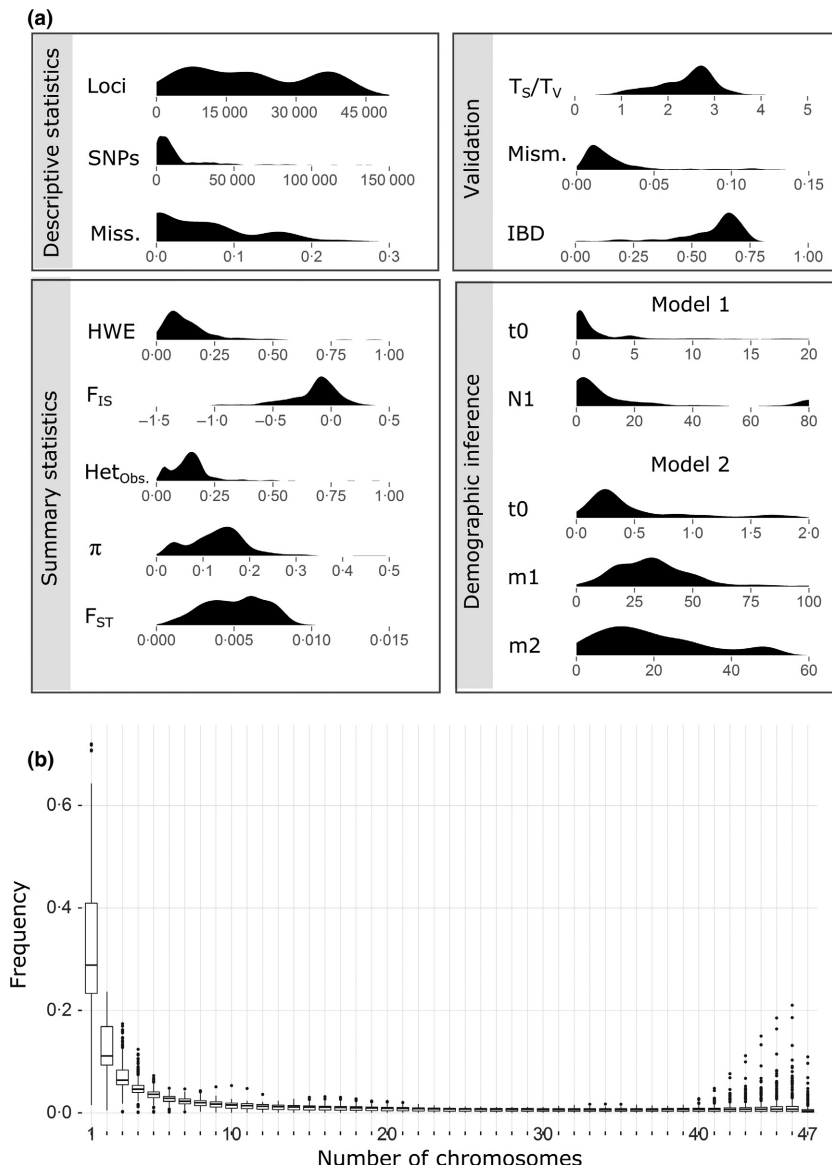 (a)
Descriptive statistics
Loci
0 15 000 30 000 45 000
SNPs
0 50 000 100 000 150 000
Miss.
0·0 0·1 0·2 0·3
Validation
TS/TV
0 1 2 3 4 5
Mism.
0·00 0·05 0·10 0·15
IBD
0·00 0·25 0·50 0·75 1·00
Summary statistics
HWE
0·00 0·25 0·50 0·75 1·00
FIS
–1·5 –1·0 –0·5 0·0 0·5
HetObs.
0·00 0·25 0·50 0·75 1·00
π
0·0 0·1 0·2 0·3 0·4 0·5
FST
0·000 0·005 0·010 0·015
Demographic inference
Model 1
t0
0 5 10 15 20
N1
0 20 40 60 80
Model 2
t0
0·0 0·5 1·0 1·5 2·0
m1
0 25 50 75 100
m2
0 20 40 60
(b)
Frequency
0·6
0·4
0·2
0·0
1 10 20 30 40 47
Number of chromosomes